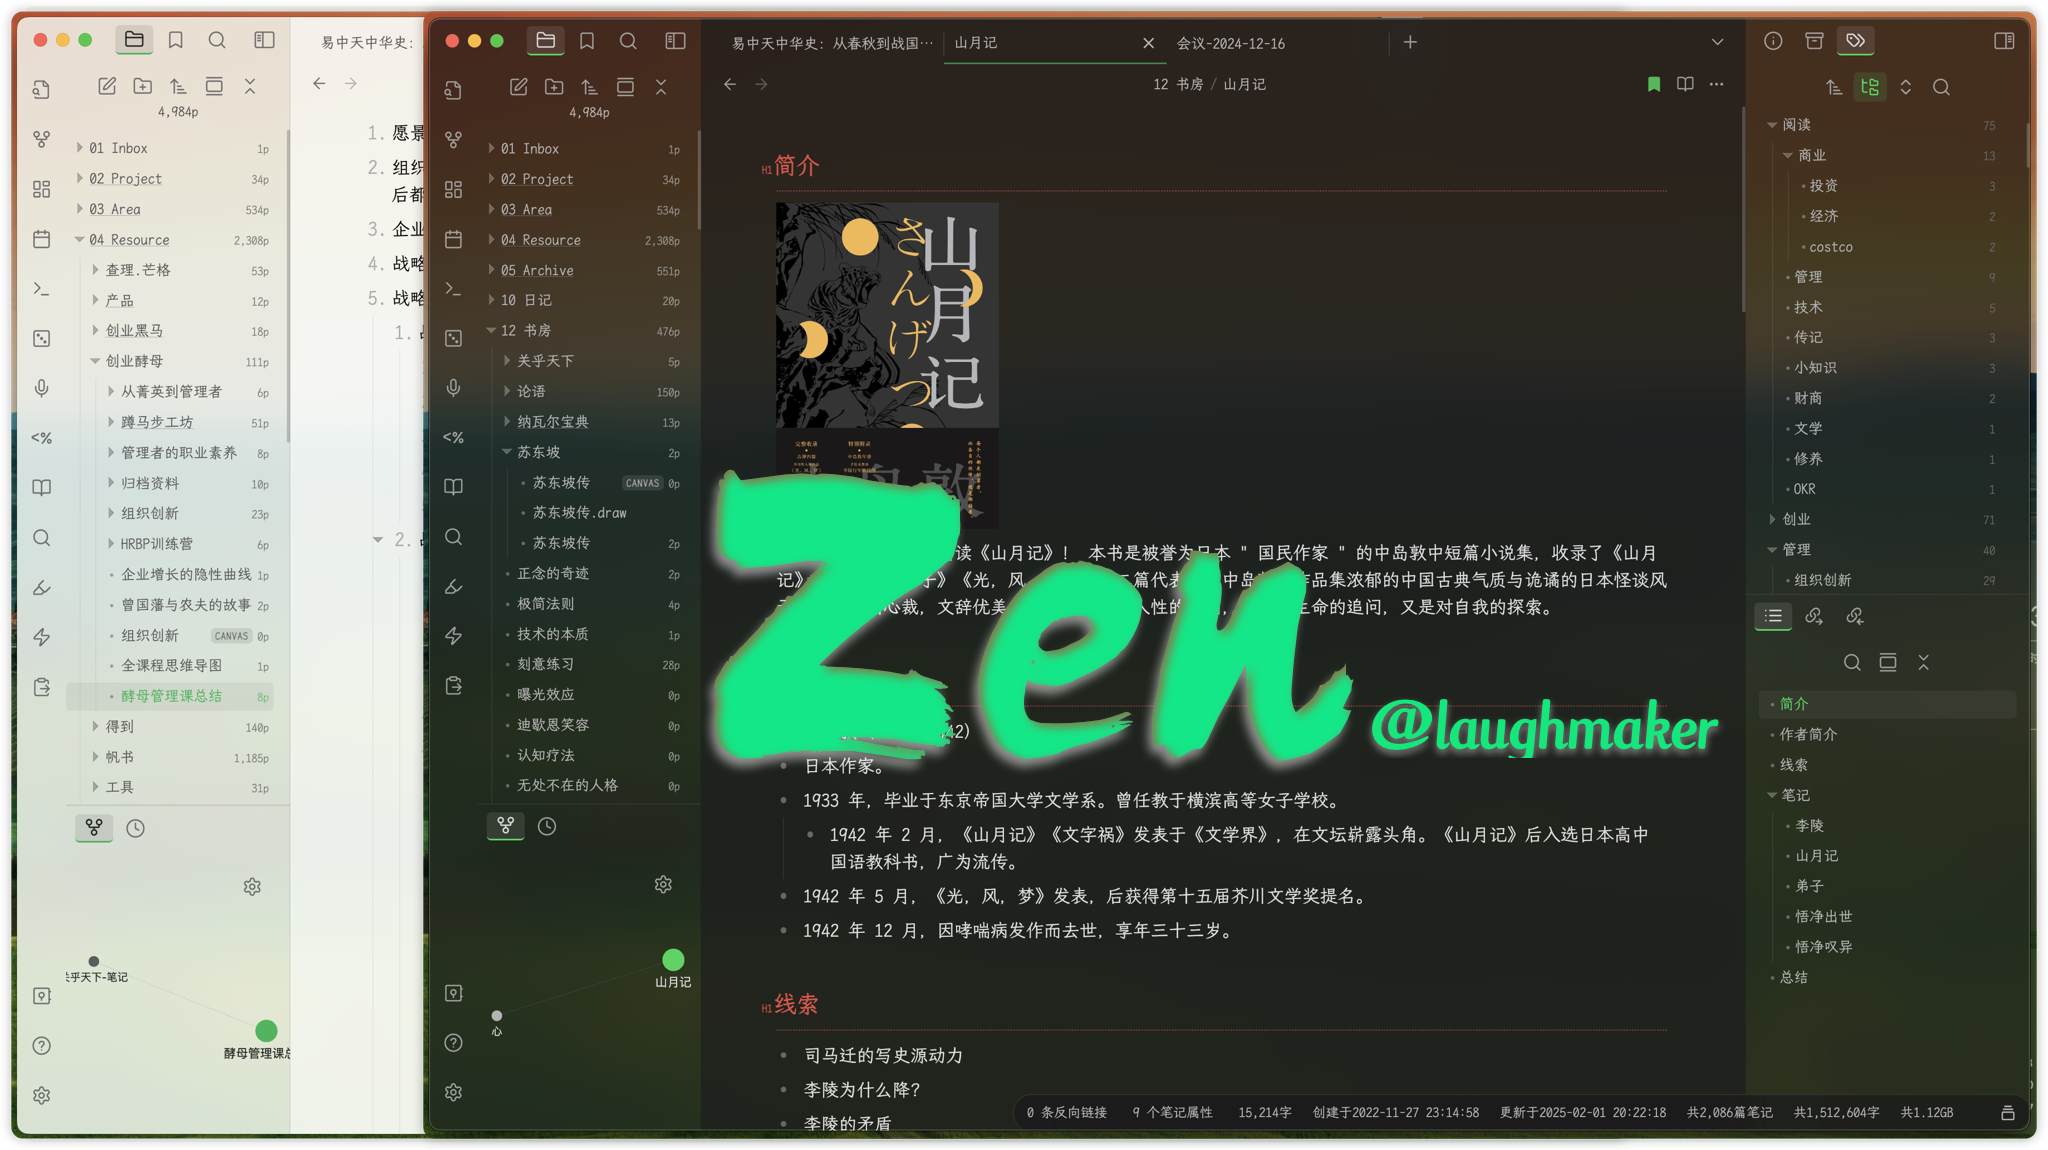 易中天中华史:
4,984p
01 Inbox 1p
02 Project 34p
03 Area 534p
04 Resource 2,308p
查理.芒格 53p
产品 12p
创业黑马 18p
创业酵母 111p
从菁英到管理者 6p
蹲马步工坊 51p
管理者的职业素养 8p
归档资料 10p
组织创新 23p
HRBP训练营 6p
企业增长的隐性曲线 1p
曾国藩与农夫的故事 2p
组织创新 CANVAS 0p
全课程思维导图 1p
酵母管理课总结 8p
得到 140p
帆书 1,185p
工具 31p
乎天下-笔记
酵母管理课
1. 愿景
2. 组织
后都
3. 企业
4. 战略
5. 战略
1.
2.
4,984p
01 Inbox 1p
02 Project 34p
03 Area 534p
04 Resource 2,308p
05 Archive 551p
10 日记 20p
12 书房 476p
关乎天下 5p
论语 150p
纳瓦尔宝典 13p
苏东坡 2p
苏东坡传 CANVAS 0p
苏东坡传.draw
苏东坡传 2p
正念的奇迹 2p
极简法则 4p
技术的本质 1p
刻意练习 28p
曝光效应 0p
迪歇恩笑容 0p
认知疗法 0p
无处不在的人格 0p
山月记
心
易中天中华史: 从春秋到战国…
山月记
会议-2024-12-16
12 书房 / 山月记
H1 简介
山月记
さんげつ
完整收录
特别附录
敦
读《山月记》! 本书是被誉为日本 " 国民作家 " 的中岛敦中短篇小说集, 收录了《山月
记》 子》《光, 风 篇代表 中岛 作品集浓郁的中国古典气质与诡谲的日本怪谈风
心裁, 文辞优美 人性的 生命的追问, 又是对自我的探索。
Zen
@laughmaker
42)
日本作家。
1933 年, 毕业于东京帝国大学文学系。曾任教于横滨高等女子学校。
1942 年 2 月, 《山月记》《文字祸》发表于《文学界》, 在文坛崭露头角。《山月记》后入选日本高中
国语教科书, 广为流传。
1942 年 5 月, 《光, 风, 梦》发表, 后获得第十五届芥川文学奖提名。
1942 年 12 月, 因哮喘病发作而去世, 享年三十三岁。
H1 线索
司马迁的写史源动力
李陵为什么降?
李陵的矛盾
阅读 75
商业 13
投资 3
经济 2
costco 2
管理 9
技术 5
传记 3
小知识 3
财商 2
文学 1
修养 1
OKR 1
创业 71
管理 40
组织创新 29
简介
作者简介
线索
笔记
李陵
山月记
弟子
悟净出世
悟净叹异
总结
0 条反向链接 9 个笔记属性 15,214字 创建于2022-11-27 23:14:58 更新于2025-02-01 20:22:18 共2,086篇笔记 共1,512,604字 共1.12GB